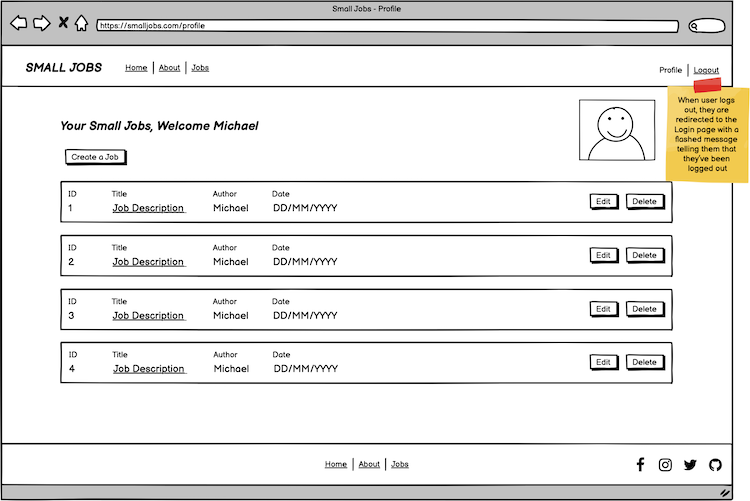 Small Jobs - Profile
https://smalljobs.com/profile
SMALL JOBS
Home About Jobs
Profile Logout
When user logs
out, they are
redirected to the
Login page with a
flashed message
telling them that
they've been
logged out
Your Small Jobs, Welcome Michael
Create a Job
ID Title Author Date
1 Job Description Michael DD/MM/YYYY Edit Delete
ID Title Author Date
2 Job Description Michael DD/MM/YYYY Edit Delete
ID Title Author Date
3 Job Description Michael DD/MM/YYYY Edit Delete
ID Title Author Date
4 Job Description Michael DD/MM/YYYY Edit Delete
Home About Jobs